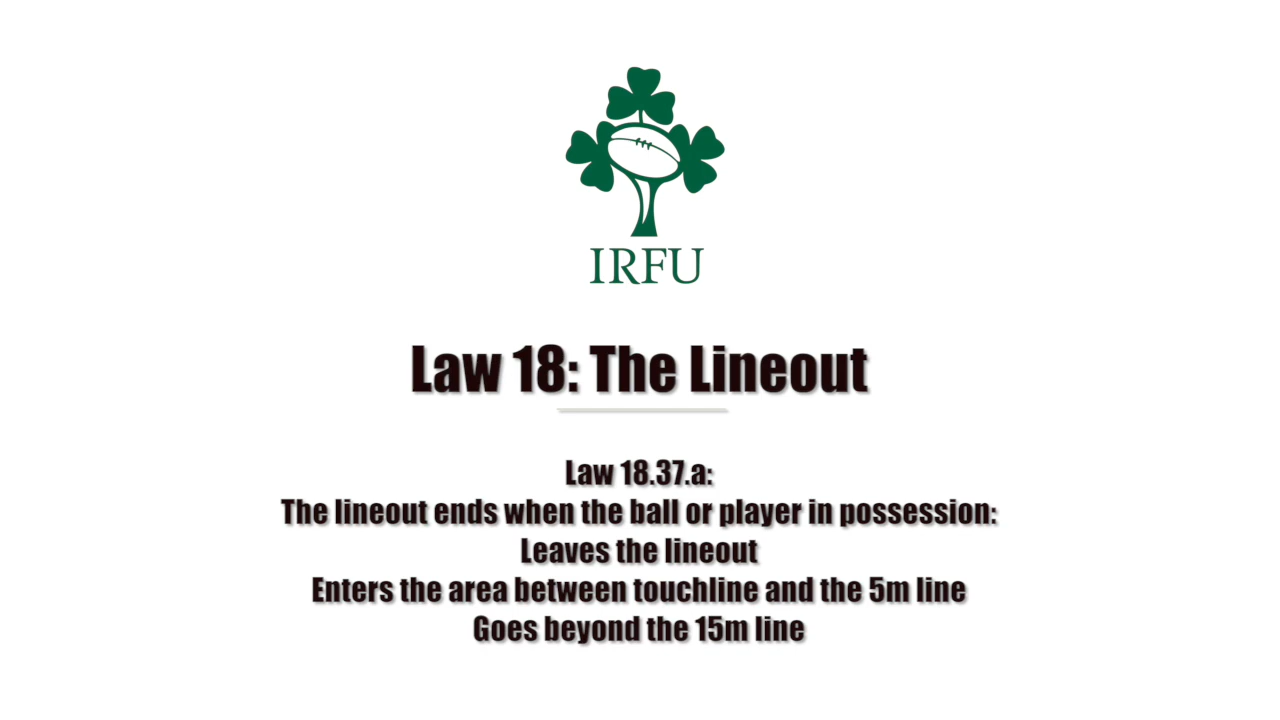 IRFU
Law 18: The Lineout
Law 18.37.a:
The lineout ends when the ball or player in possession:
Leaves the lineout
Enters the area between touchline and the 5m line
Goes beyond the 15m line